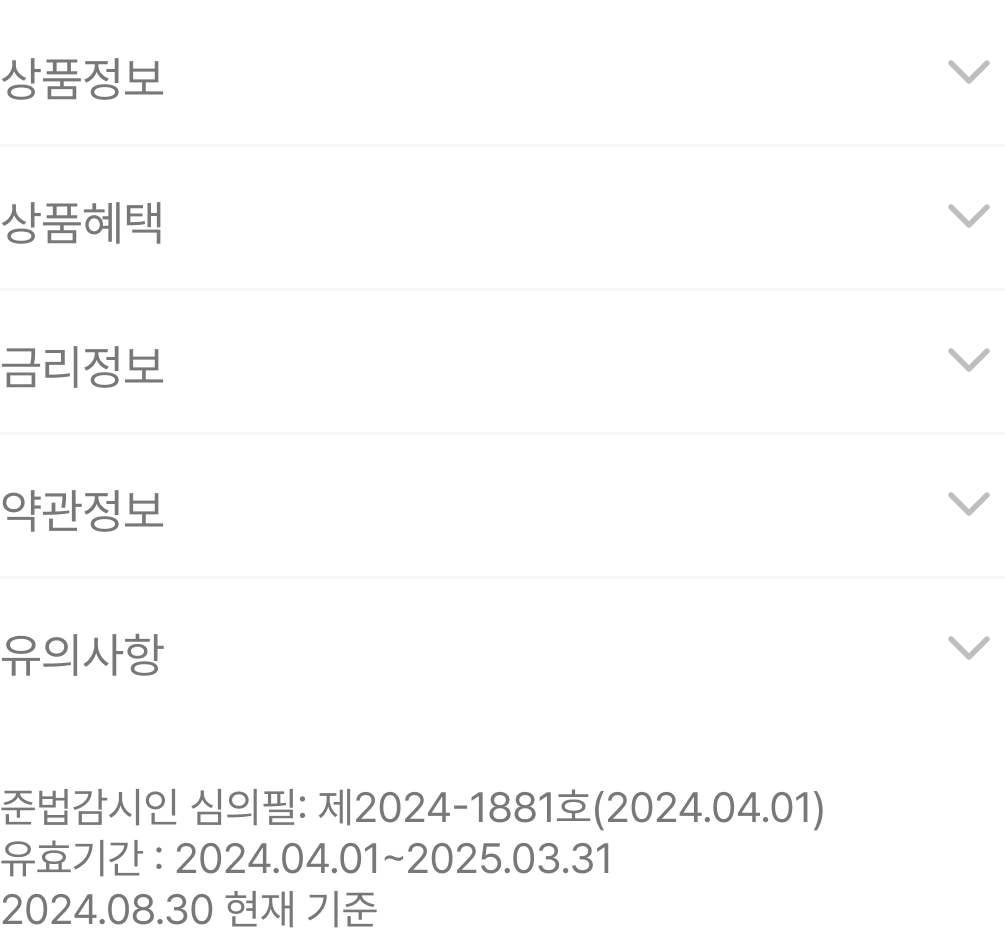 상품정보
상품혜택
금리정보
약관정보
유의사항
준법감시인 심의필: 제2024-1881호(2024.04.01)
유효기간 : 2024.04.01~2025.03.31
2024.08.30 현재 기준